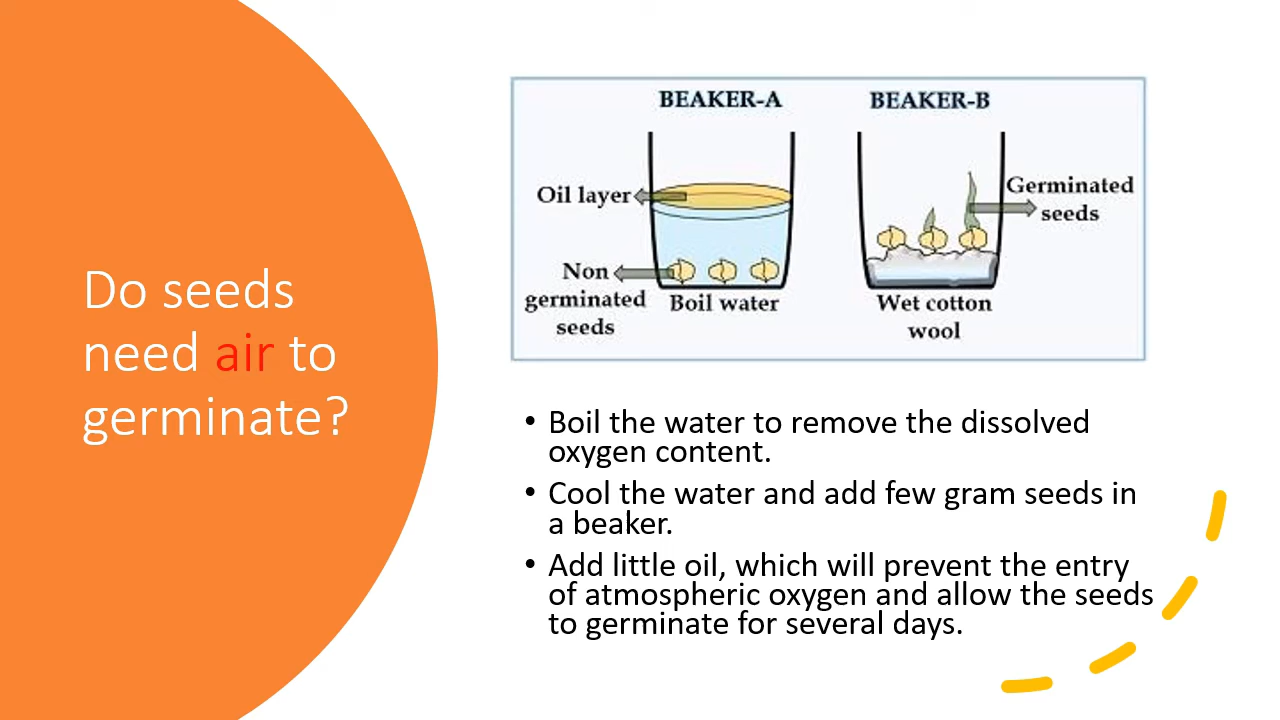 Do seeds
need air to
germinate?
BEAKER-A
BEAKER-B
Oil layer
Germinated
seeds
Non
germinated
seeds
Boil water
Wet cotton
wool
• Boil the water to remove the dissolved
oxygen content.
• Cool the water and add few gram seeds in
a beaker.
• Add little oil, which will prevent the entry
of atmospheric oxygen and allow the seeds
to germinate for several days.